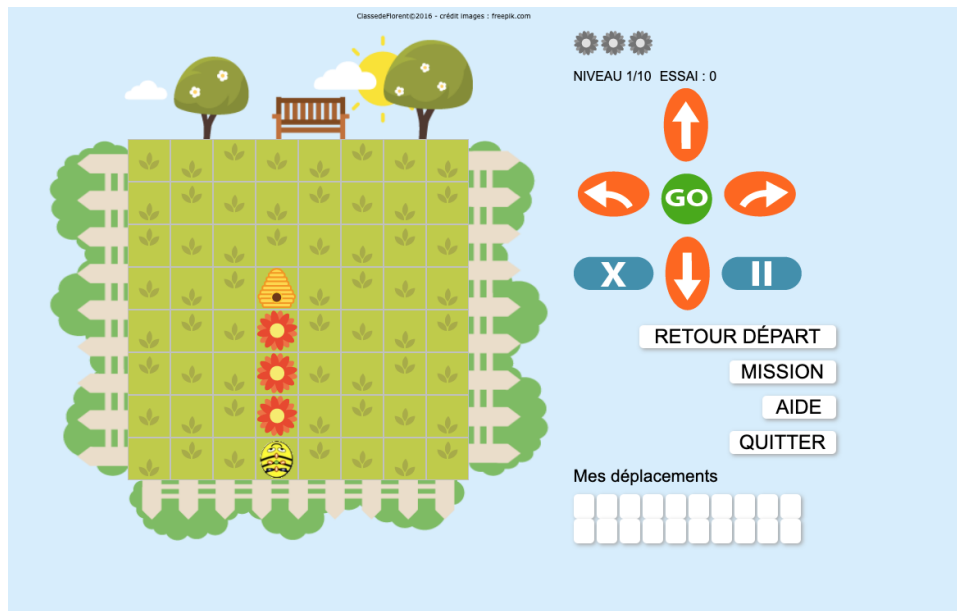 ClassedeFlorent©2016 - crédit images : freepik.com
NIVEAU 1/10 ESSAI : 0
GO
X
RETOUR DÉPART
MISSION
AIDE
QUITTER
Mes déplacements